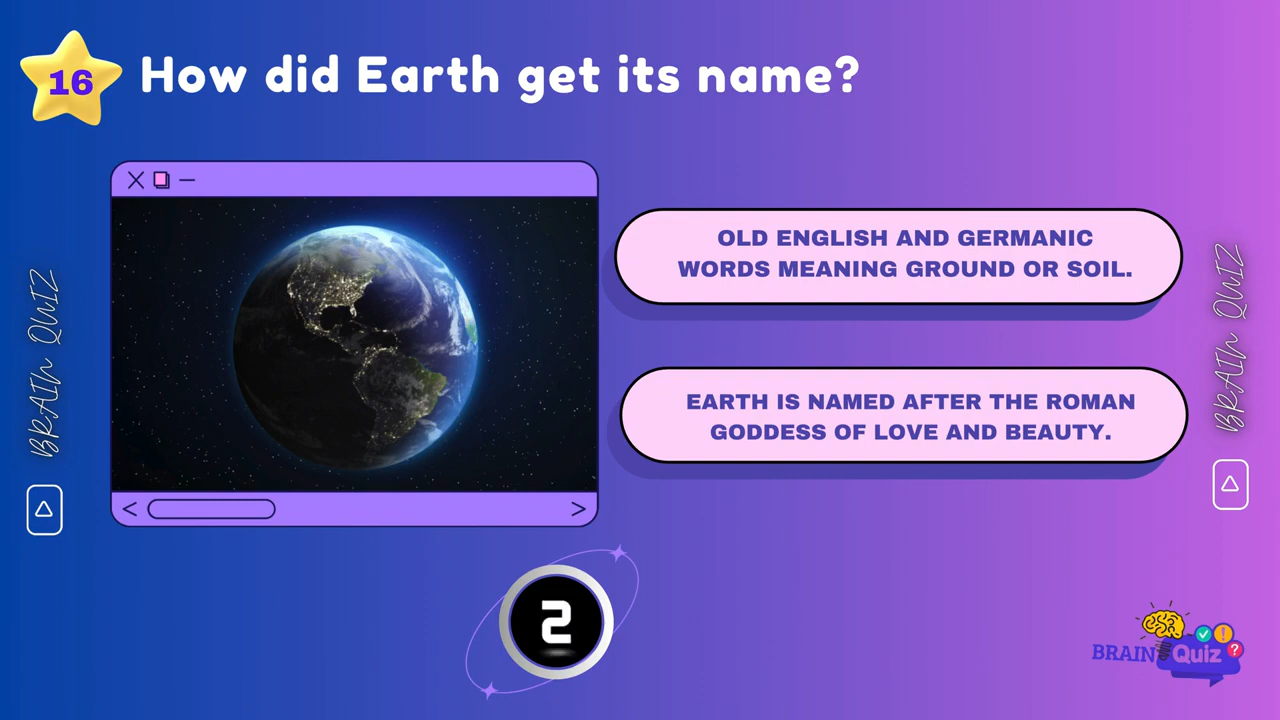 16
How did Earth get its name?
OLD ENGLISH AND GERMANIC
WORDS MEANING GROUND OR SOIL.
EARTH IS NAMED AFTER THE ROMAN
GODDESS OF LOVE AND BEAUTY.
BRAIN QUIZ
BRAIN QUIZ
2
BRAIN Quiz